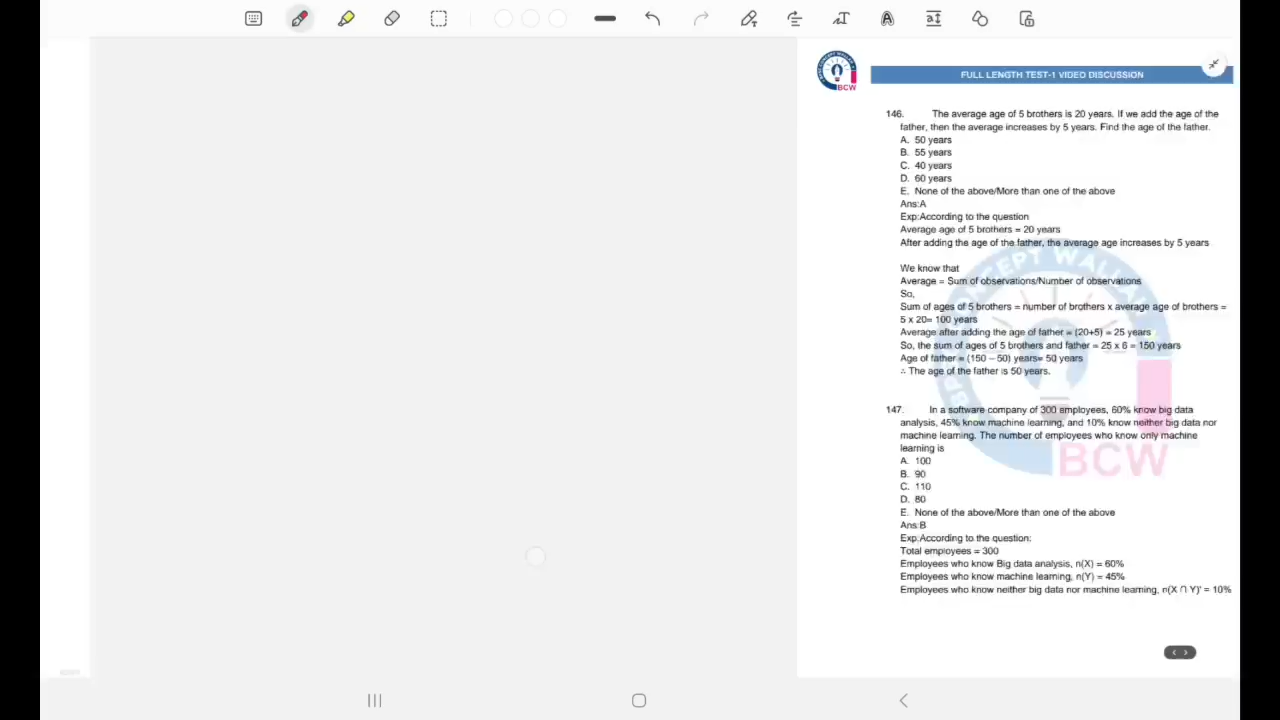 FULL LENGTH TEST-1 VIDEO DISCUSSION
BCW
146. The average age of 5 brothers is 20 years. If we add the age of the
father, then the average increases by 5 years. Find the age of the father.
A. 50 years
B. 55 years
C. 40 years
D. 60 years
E. None of the above/More than one of the above
Ans:A
Exp:According to the question
Average age of 5 brothers = 20 years
After adding the age of the father, the average age increases by 5 years
We know that
Average = Sum of observations/Number of observations
So,
Sum of ages of 5 brothers = number of brothers x average age of brothers =
5 x 20= 100 years
Average after adding the age of father = (20+5) = 25 years
So, the sum of ages of 5 brothers and father = 25 x 6 = 150 years
Age of father = (150 – 50) years= 50 years
∴ The age of the father is 50 years.
147. In a software company of 300 employees, 60% know big data
analysis, 45% know machine learning, and 10% know neither big data nor
machine learning. The number of employees who know only machine
learning is
A. 100
B. 90
C. 110
D. 80
E. None of the above/More than one of the above
Ans:B
Exp:According to the question:
Total employees = 300
Employees who know Big data analysis, n(X) = 60%
Employees who know machine learning, n(Y) = 45%
Employees who know neither big data nor machine learning, n(X ∩ Y)' = 10%
BCW